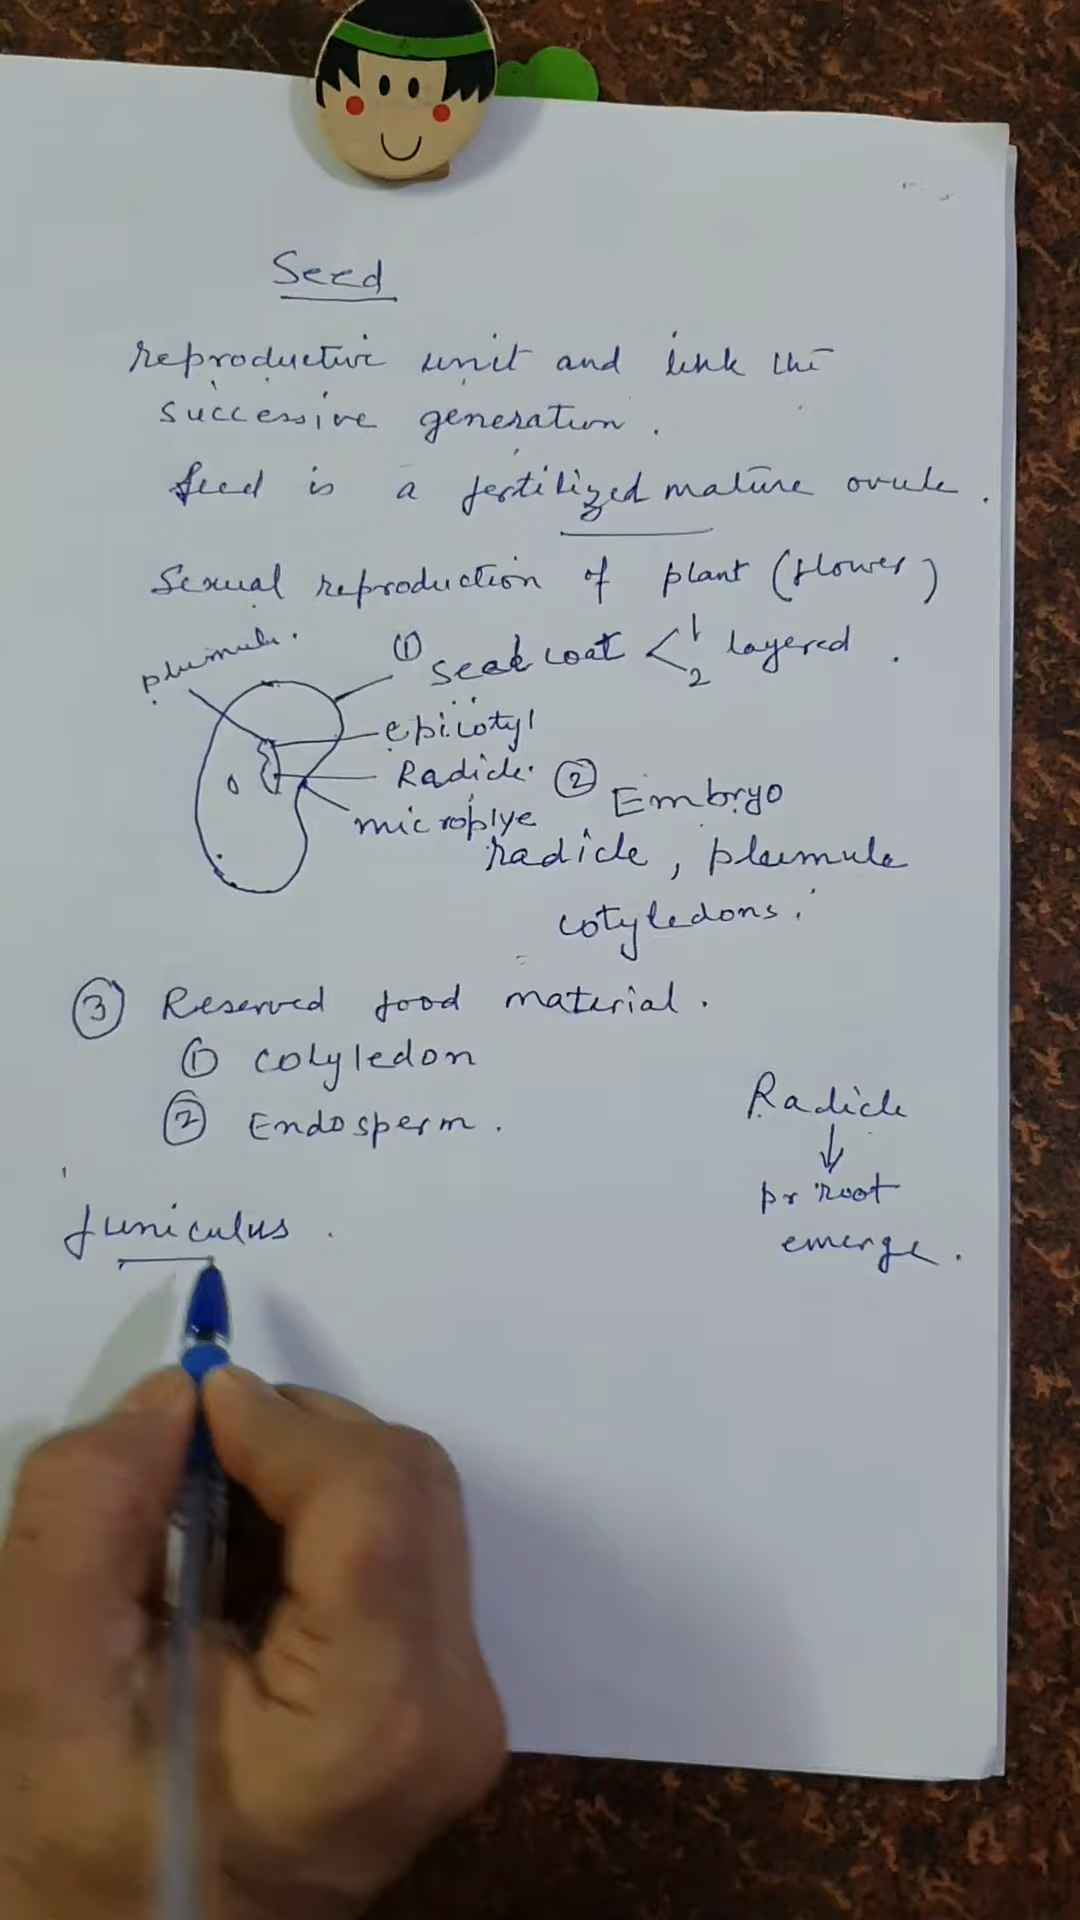 Seed
reproductive unit and link the
successive generation.
Seed is a fertilized mature ovule.
Sexual reproduction of plant (flower)
plumule.
① Seed coat < 1 2 layered.
epicotyl
Radicle.
microplye
② Embryo
radicle, plumule
cotyledons.
③ Reserved food material.
① cotyledon
② Endosperm.
Radicle
↓
pr root
emerge.
funiculus.